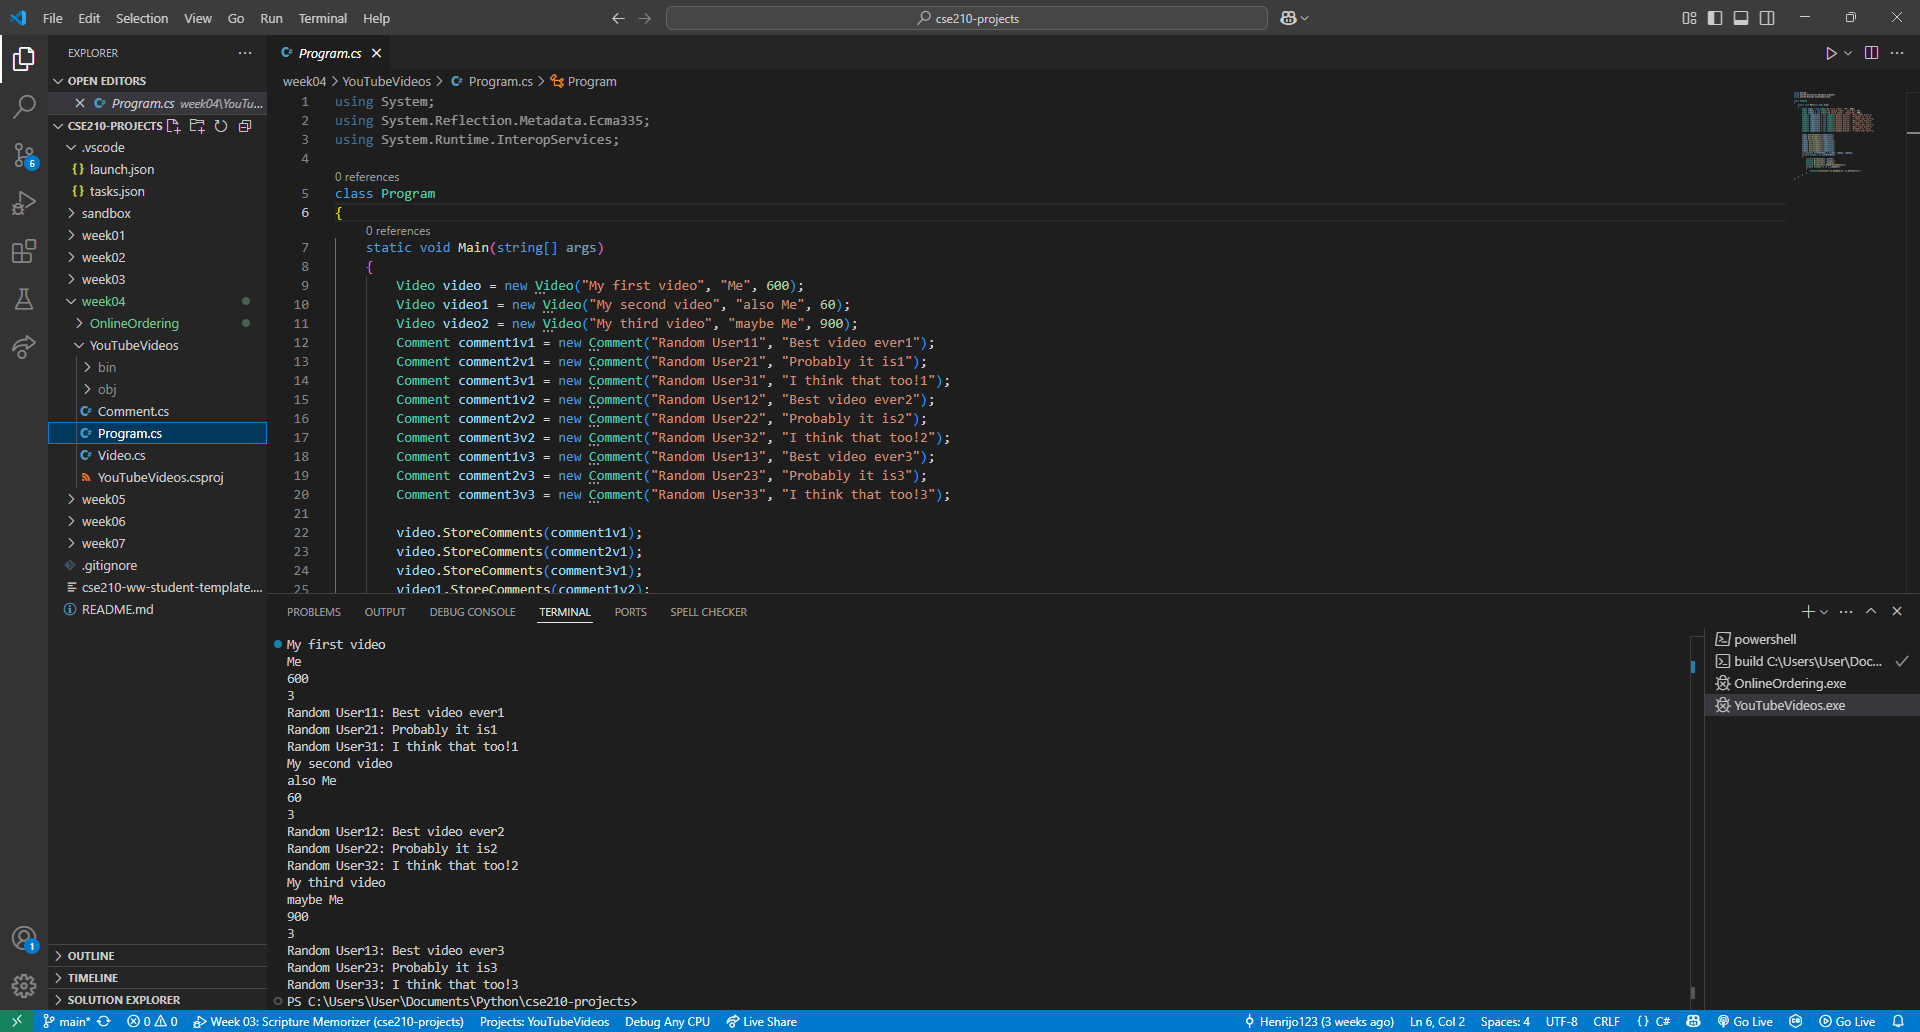 File Edit Selection View Go Run Terminal Help
cse210-projects
EXPLORER
OPEN EDITORS
Program.cs week04\YouTu...
CSE210-PROJECTS
.vscode
launch.json
tasks.json
sandbox
week01
week02
week03
week04
OnlineOrdering
YouTubeVideos
bin
obj
Comment.cs
Program.cs
Video.cs
YouTubeVideos.csproj
week05
week06
week07
.gitignore
cse210-ww-student-template....
README.md
OUTLINE
TIMELINE
SOLUTION EXPLORER
6
1
Program.cs
week04 > YouTubeVideos > Program.cs > Program
1 using System;
2 using System.Reflection.Metadata.Ecma335;
3 using System.Runtime.InteropServices;
4
0 references
5 class Program
6 {
0 references
7 static void Main(string[] args)
8 {
9 Video video = new Video("My first video", "Me", 600);
10 Video video1 = new Video("My second video", "also Me", 60);
11 Video video2 = new Video("My third video", "maybe Me", 900);
12 Comment comment1v1 = new Comment("Random User11", "Best video ever1");
13 Comment comment2v1 = new Comment("Random User21", "Probably it is1");
14 Comment comment3v1 = new Comment("Random User31", "I think that too!1");
15 Comment comment1v2 = new Comment("Random User12", "Best video ever2");
16 Comment comment2v2 = new Comment("Random User22", "Probably it is2");
17 Comment comment3v2 = new Comment("Random User32", "I think that too!2");
18 Comment comment1v3 = new Comment("Random User13", "Best video ever3");
19 Comment comment2v3 = new Comment("Random User23", "Probably it is3");
20 Comment comment3v3 = new Comment("Random User33", "I think that too!3");
21
22 video.StoreComments(comment1v1);
23 video.StoreComments(comment2v1);
24 video.StoreComments(comment3v1);
25 video1.StoreComments(comment1v2);
PROBLEMS OUTPUT DEBUG CONSOLE TERMINAL PORTS SPELL CHECKER
My first video
Me
600
3
Random User11: Best video ever1
Random User21: Probably it is1
Random User31: I think that too!1
My second video
also Me
60
3
Random User12: Best video ever2
Random User22: Probably it is2
Random User32: I think that too!2
My third video
maybe Me
900
3
Random User13: Best video ever3
Random User23: Probably it is3
Random User33: I think that too!3
PS C:\Users\User\Documents\Python\cse210-projects>
powershell
build C:\Users\User\Doc...
OnlineOrdering.exe
YouTubeVideos.exe
main* 0 0 Week 03: Scripture Memorizer (cse210-projects) Projects: YouTubeVideos Debug Any CPU Live Share Henrijo123 (3 weeks ago) Ln 6, Col 2 Spaces: 4 UTF-8 CRLF {} C# Go Live Go Live